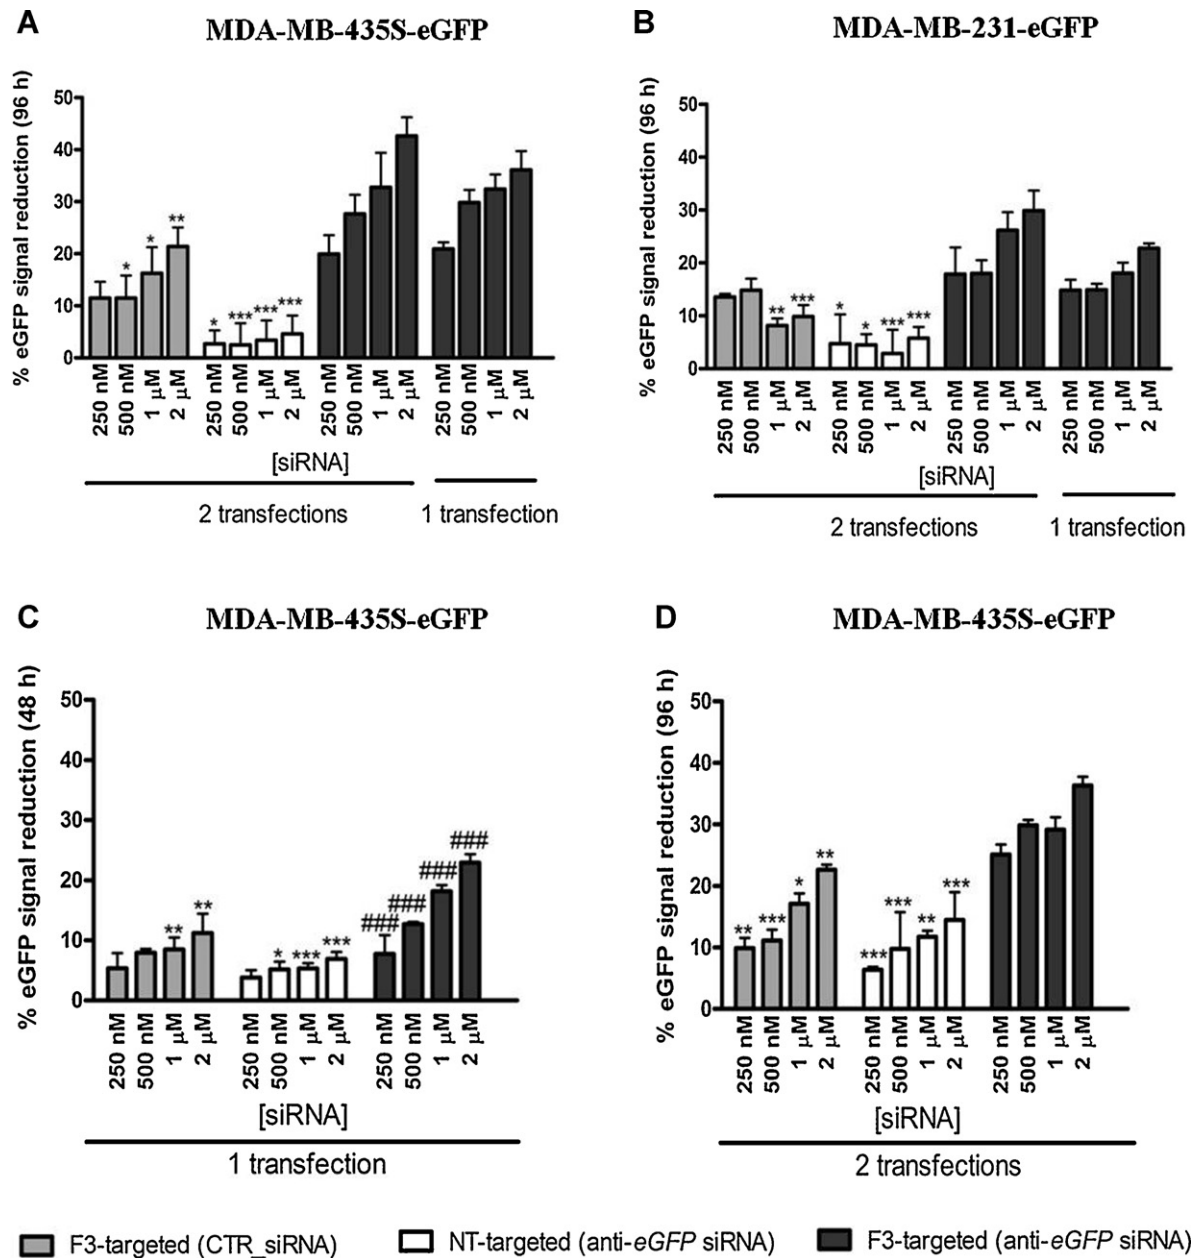 A
MDA-MB-435S-eGFP
% eGFP signal reduction (96 h)
50
40
30
20
10
0
* * **
* *** *** ***
250 nM 500 nM 1 µM 2 µM 250 nM 500 nM 1 µM 2 µM 250 nM 500 nM 1 µM 2 µM 250 nM 500 nM 1 µM 2 µM
[siRNA]
2 transfections 1 transfection
B
MDA-MB-231-eGFP
% eGFP signal reduction (96 h)
50
40
30
20
10
0
** ***
* * *** ***
250 nM 500 nM 1 µM 2 µM 250 nM 500 nM 1 µM 2 µM 250 nM 500 nM 1 µM 2 µM 250 nM 500 nM 1 µM 2 µM
[siRNA]
2 transfections 1 transfection
C
MDA-MB-435S-eGFP
% eGFP signal reduction (48 h)
50
40
30
20
10
0
** **
* *** ***
### ### ### ###
250 nM 500 nM 1 µM 2 µM 250 nM 500 nM 1 µM 2 µM 250 nM 500 nM 1 µM 2 µM
[siRNA]
1 transfection
D
MDA-MB-435S-eGFP
% eGFP signal reduction (96 h)
50
40
30
20
10
0
** *** * **
*** *** ** ***
250 nM 500 nM 1 µM 2 µM 250 nM 500 nM 1 µM 2 µM 250 nM 500 nM 1 µM 2 µM
[siRNA]
2 transfections
F3-targeted (CTR_siRNA) NT-targeted (anti-eGFP siRNA) F3-targeted (anti-eGFP siRNA)